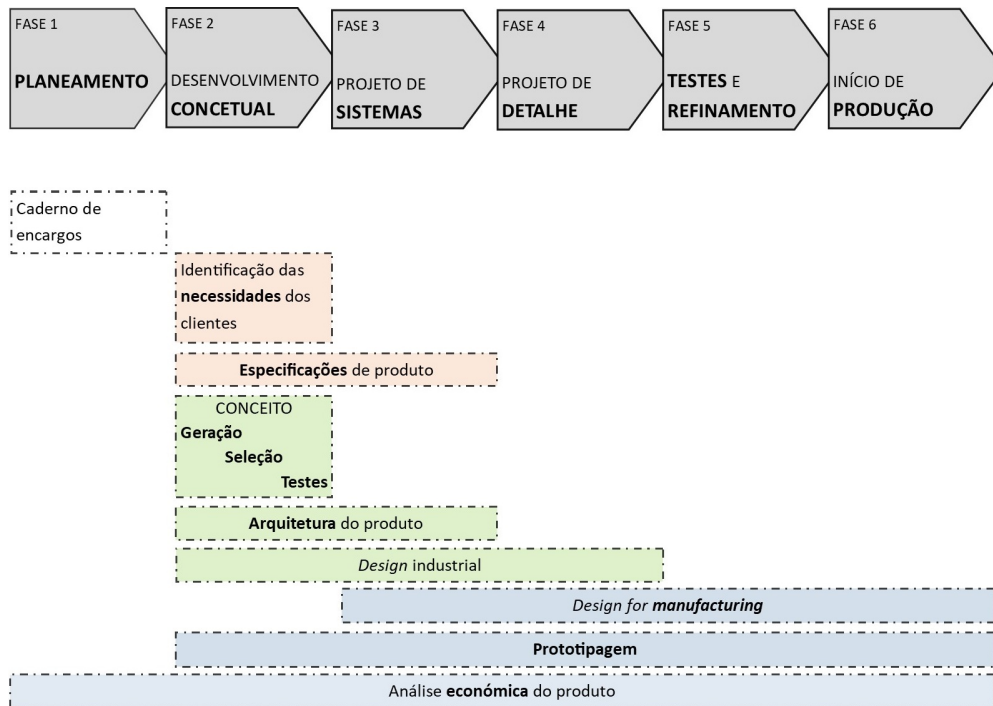 FASE 1
PLANEAMENTO
FASE 2
DESENVOLVIMENTO
CONCETUAL
FASE 3
PROJETO DE
SISTEMAS
FASE 4
PROJETO DE
DETALHE
FASE 5
TESTES E
REFINAMENTO
FASE 6
INÍCIO DE
PRODUÇÃO
Caderno de
encargos
Identificação das
necessidades dos
clientes
Especificações de produto
CONCEITO
Geração
Seleção
Testes
Arquitetura do produto
Design industrial
Design for manufacturing
Prototipagem
Análise económica do produto